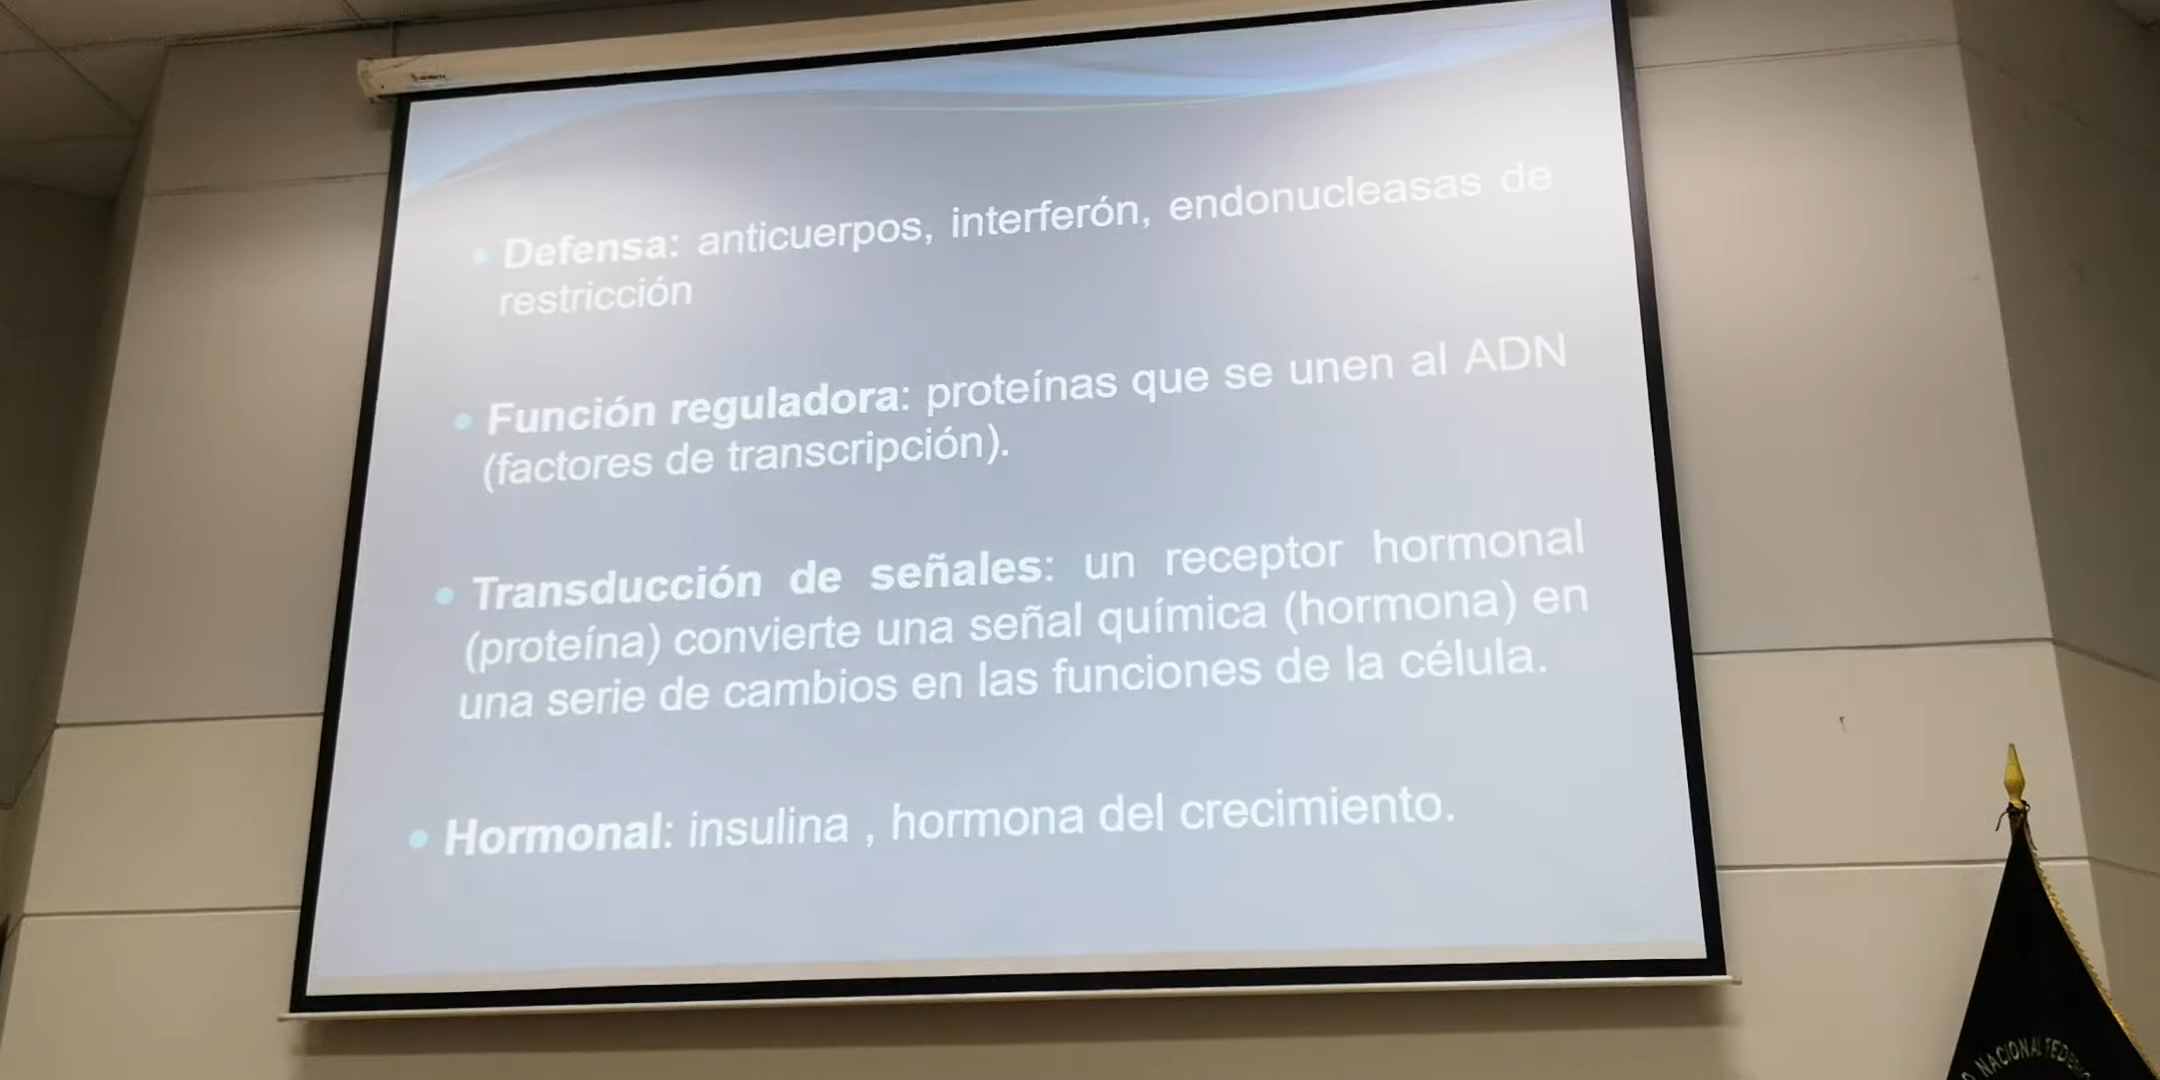 • Defensa: anticuerpos, interferón, endonucleasas de
restricción
• Función reguladora: proteínas que se unen al ADN
(factores de transcripción).
• Transducción de señales: un receptor hormonal
(proteína) convierte una señal química (hormona) en
una serie de cambios en las funciones de la célula.
• Hormonal: insulina , hormona del crecimiento.
NACIONAL